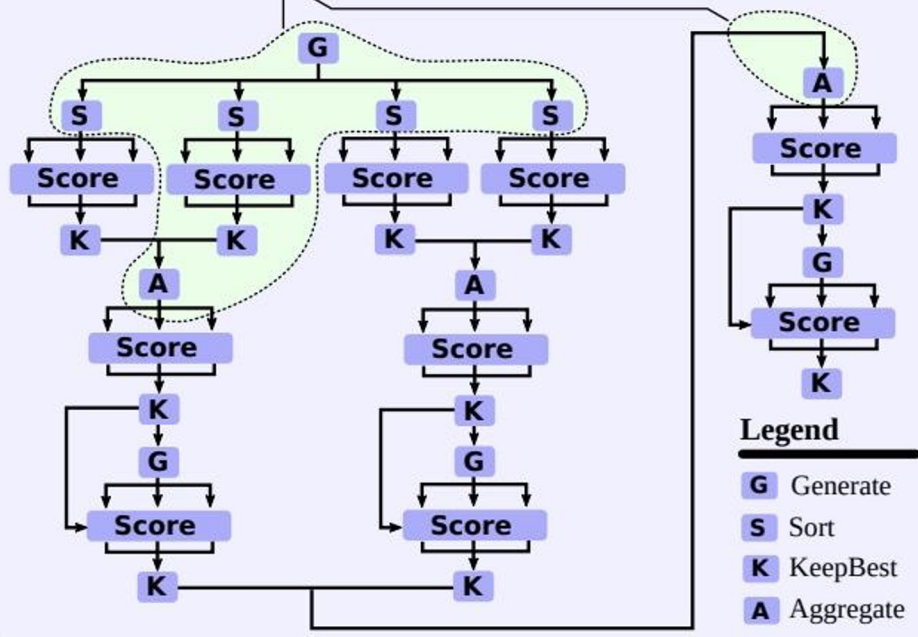 G
S S S S
Score Score Score Score
K K K K
A A
Score Score
K K
G G
Score Score
K K
A
Score
K
G
Score
K
Legend
G Generate
S Sort
K KeepBest
A Aggregate